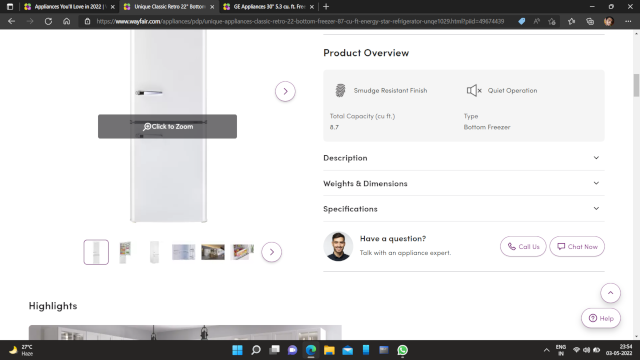 Appliances You'll Love in 2022 |
Unique Classic Retro 22" Bottom
GE Appliances 30" 5.3 cu. ft. Free
https://www.wayfair.com/appliances/pdp/unique-appliances-classic-retro-22-bottom-freezer-87-cu-ft-energy-star-refrigerator-unqe1029.html?piid=49674439
Product Overview
Smudge Resistant Finish
Quiet Operation
Total Capacity (cu ft.)
8.7
Type
Bottom Freezer
Click to Zoom
Description
Weights & Dimensions
Specifications
Have a question?
Talk with an appliance expert.
Call Us
Chat Now
Highlights
Help
27°C
Haze
ENG
IN
23:54
03-05-2022